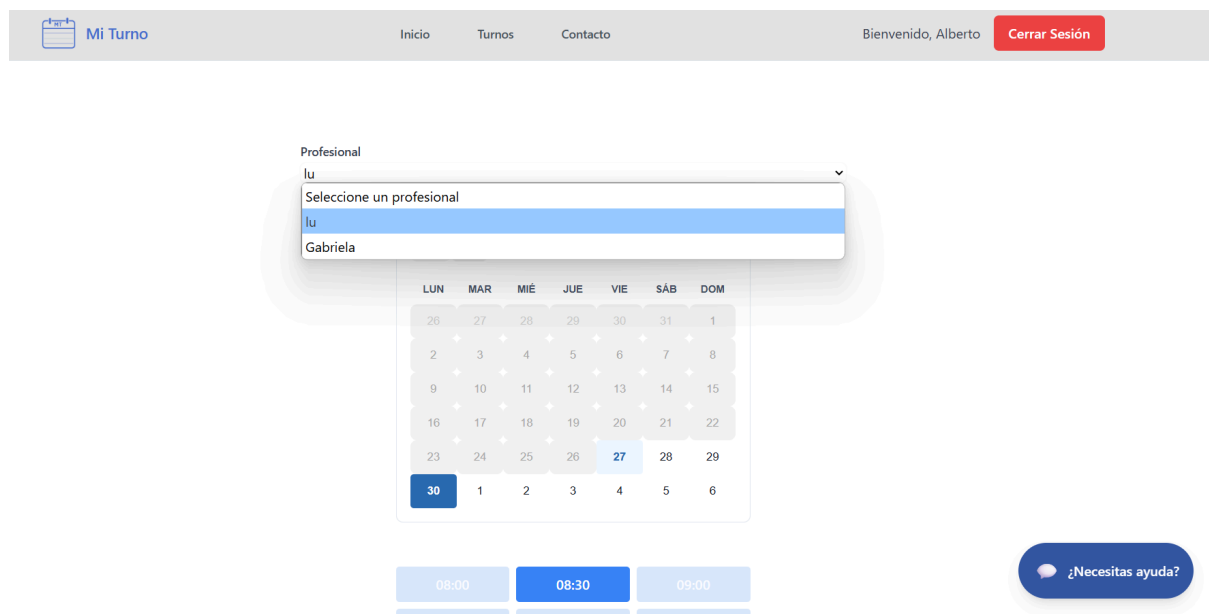 MI
Mi Turno Inicio Turnos Contacto Bienvenido, Alberto Cerrar Sesión
Profesional
lu
Seleccione un profesional
lu
Gabriela
LUN MAR MIÉ JUE VIE SÁB DOM
26 27 28 29 30 31 1
2 3 4 5 6 7 8
9 10 11 12 13 14 15
16 17 18 19 20 21 22
23 24 25 26 27 28 29
30 1 2 3 4 5 6
08:00 08:30 09:00
¿Necesitas ayuda?